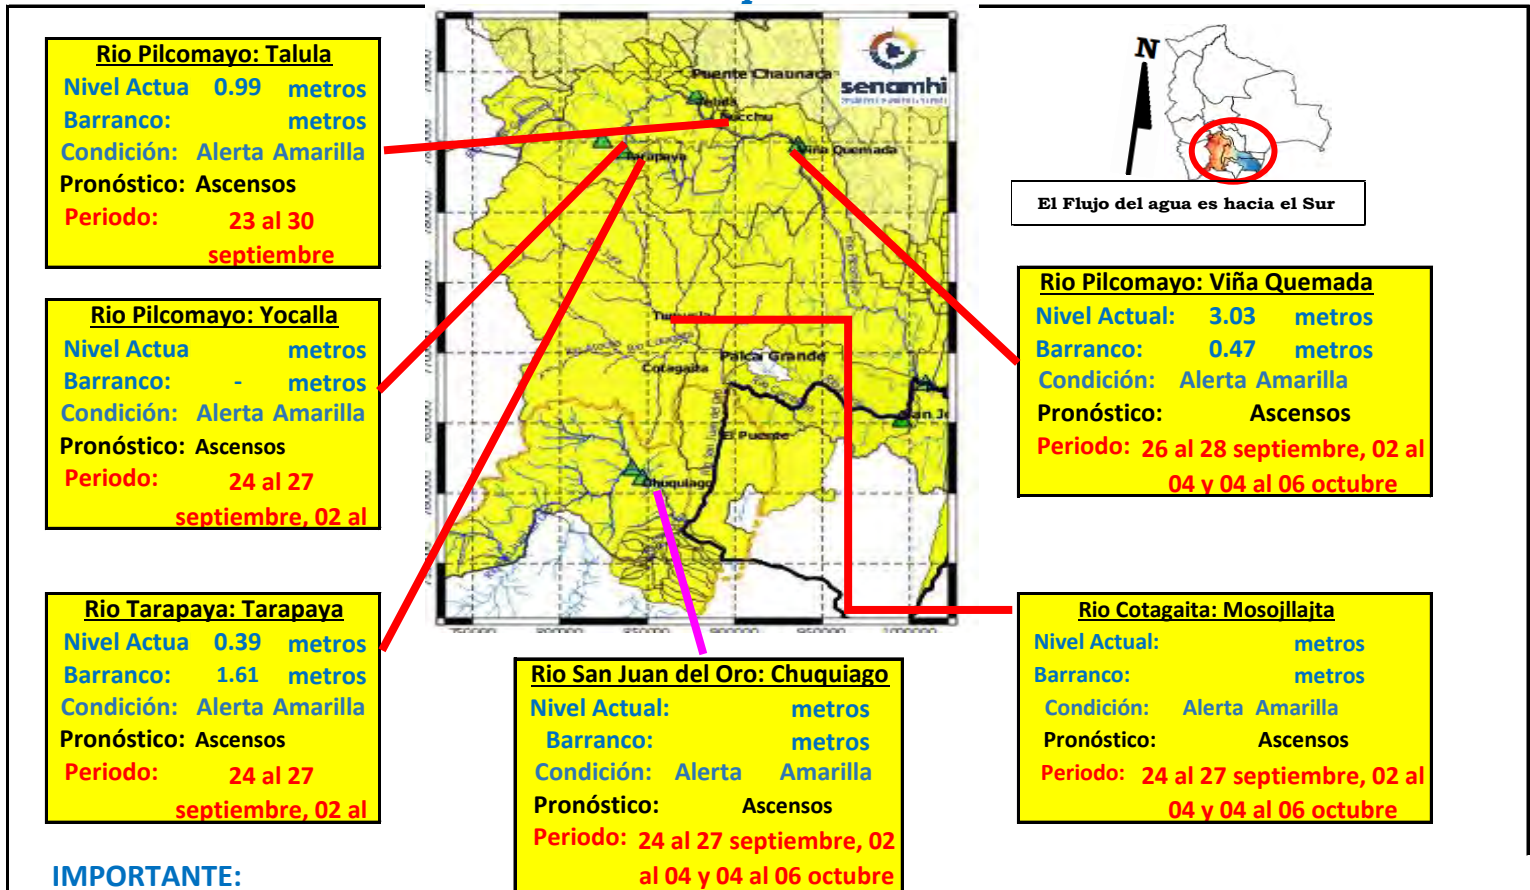 Rio Pilcomayo: Talula
Nivel Actua 0.99 metros
Barranco: metros
Condición: Alerta Amarilla
Pronóstico: Ascensos
Periodo: 23 al 30
septiembre
Rio Pilcomayo: Yocalla
Nivel Actua metros
Barranco: - metros
Condición: Alerta Amarilla
Pronóstico: Ascensos
Periodo: 24 al 27
septiembre, 02 al
Rio Tarapaya: Tarapaya
Nivel Actua 0.39 metros
Barranco: 1.61 metros
Condición: Alerta Amarilla
Pronóstico: Ascensos
Periodo: 24 al 27
septiembre, 02 al
IMPORTANTE:
senamhi
Puente Chaunaca
Viña Quemada
Tarapaya
Palca Grande
Cotagaita
El Puente
Chuquiago
750000 800000 850000 900000 950000 1000000
Rio San Juan del Oro: Chuquiago
Nivel Actual: metros
Barranco: metros
Condición: Alerta Amarilla
Pronóstico: Ascensos
Periodo: 24 al 27 septiembre, 02
al 04 y 04 al 06 octubre
N
El Flujo del agua es hacia el Sur
Rio Pilcomayo: Viña Quemada
Nivel Actual: 3.03 metros
Barranco: 0.47 metros
Condición: Alerta Amarilla
Pronóstico: Ascensos
Periodo: 26 al 28 septiembre, 02 al
04 y 04 al 06 octubre
Rio Cotagaita: Mosojllajta
Nivel Actual: metros
Barranco: metros
Condición: Alerta Amarilla
Pronóstico: Ascensos
Periodo: 24 al 27 septiembre, 02 al
04 y 04 al 06 octubre